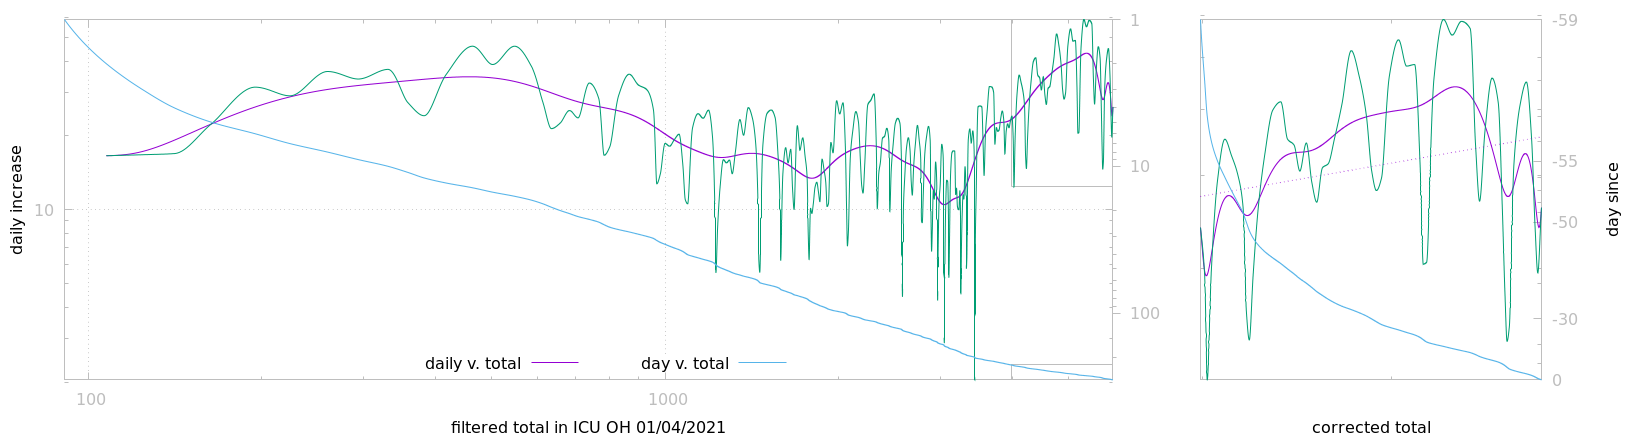 1
-59
10
-55
daily increase
10
-50
day since
100
-30
daily v. total
day v. total
0
100
1000
filtered total in ICU OH 01/04/2021
corrected total